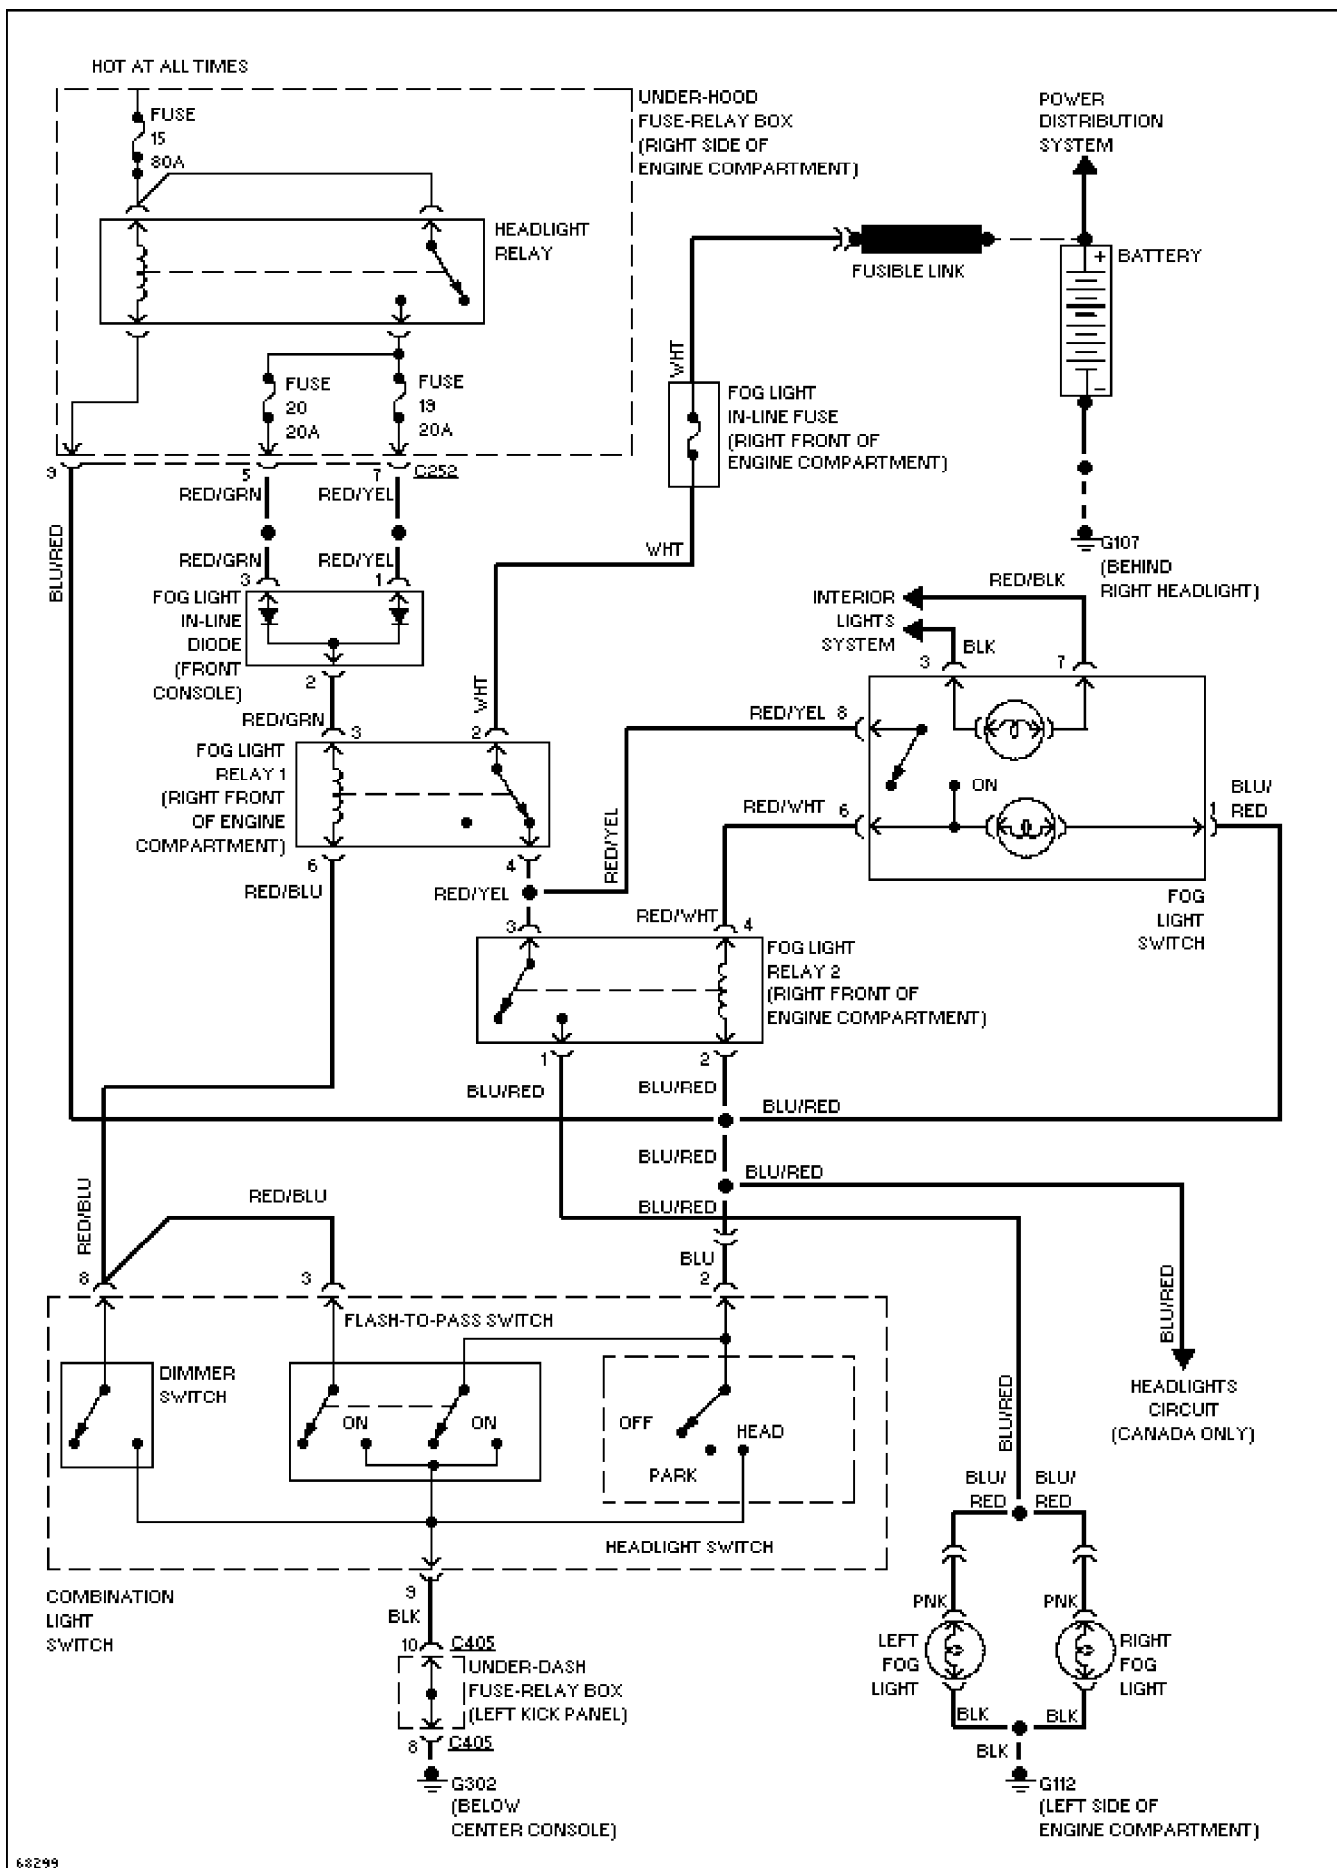 HOT AT ALL TIMES
FUSE
15
80A
UNDER-HOOD
FUSE-RELAY BOX
(RIGHT SIDE OF
ENGINE COMPARTMENT)
POWER
DISTRIBUTION
SYSTEM
HEADLIGHT
RELAY
FUSIBLE LINK
+
BATTERY
−
WHT
FUSE
20
20A
FUSE
19
20A
FOG LIGHT
IN-LINE FUSE
(RIGHT FRONT OF
ENGINE COMPARTMENT)
9
5
7
C252
RED/GRN
RED/YEL
BLU/RED
WHT
G107
(BEHIND
RIGHT HEADLIGHT)
RED/GRN
RED/YEL
3
1
RED/BLK
FOG LIGHT
IN-LINE
DIODE
(FRONT
CONSOLE)
INTERIOR
LIGHTS
SYSTEM
BLK
3
7
2
WHT
RED/GRN
3
2
RED/YEL
8
FOG LIGHT
RELAY 1
(RIGHT FRONT
OF ENGINE
COMPARTMENT)
ON
RED/WHT
6
1
BLU/
RED
RED/YEL
6
4
RED/BLU
RED/YEL
FOG
LIGHT
SWITCH
RED/WHT
3
4
FOG LIGHT
RELAY 2
(RIGHT FRONT OF
ENGINE COMPARTMENT)
1
2
BLU/RED
BLU/RED
BLU/RED
BLU/RED
BLU/RED
RED/BLU
RED/BLU
BLU/RED
BLU
8
3
2
BLU/RED
FLASH-TO-PASS SWITCH
DIMMER
SWITCH
ON
ON
OFF
HEAD
PARK
HEADLIGHTS
CIRCUIT
(CANADA ONLY)
BLU/RED
BLU/
RED
BLU/
RED
HEADLIGHT SWITCH
COMBINATION
LIGHT
SWITCH
9
BLK
10
C405
UNDER-DASH
FUSE-RELAY BOX
(LEFT KICK PANEL)
8
C405
G302
(BELOW
CENTER CONSOLE)
PNK
PNK
LEFT
FOG
LIGHT
RIGHT
FOG
LIGHT
BLK
BLK
BLK
G112
(LEFT SIDE OF
ENGINE COMPARTMENT)
68299